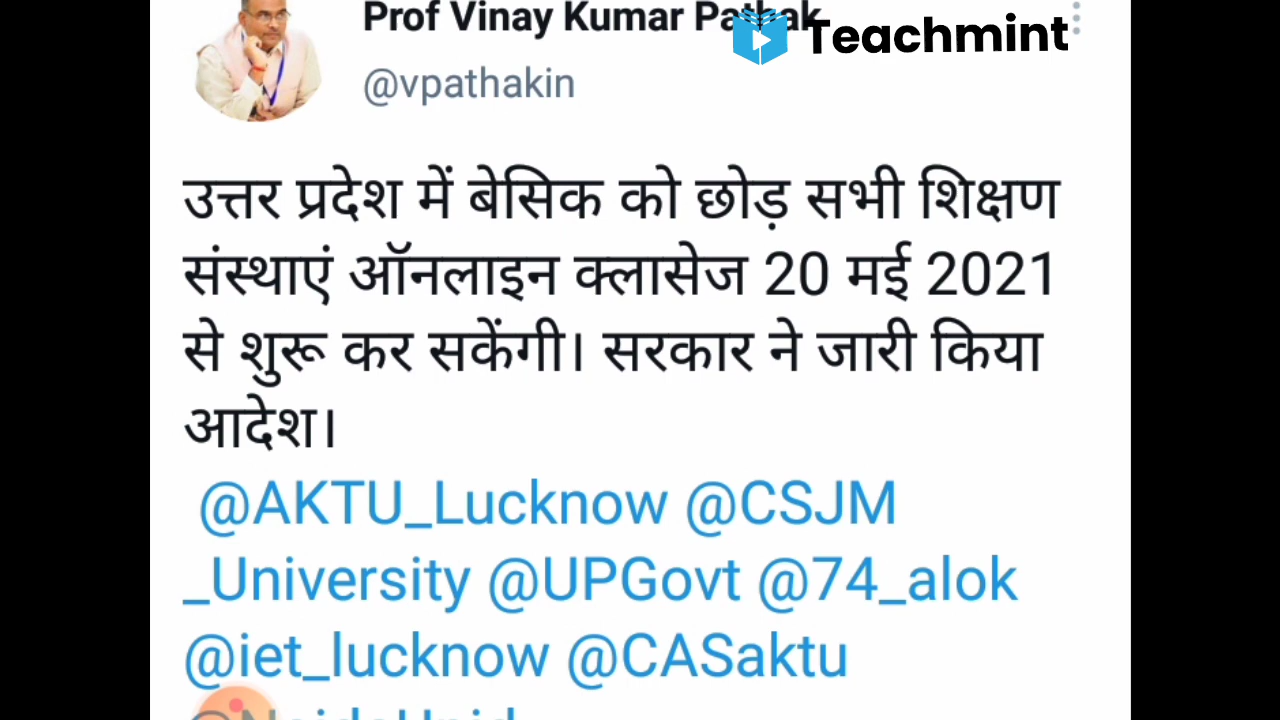 Prof Vinay Kumar Pathak
Teachmint
@vpathakin
उत्तर प्रदेश में बेसिक को छोड़ सभी शिक्षण
संस्थाएं ऑनलाइन क्लासेज 20 मई 2021
से शुरू कर सकेंगी। सरकार ने जारी किया
आदेश।
@AKTU_Lucknow @CSJM
_University @UPGovt @74_alok
@iet_lucknow @CASaktu